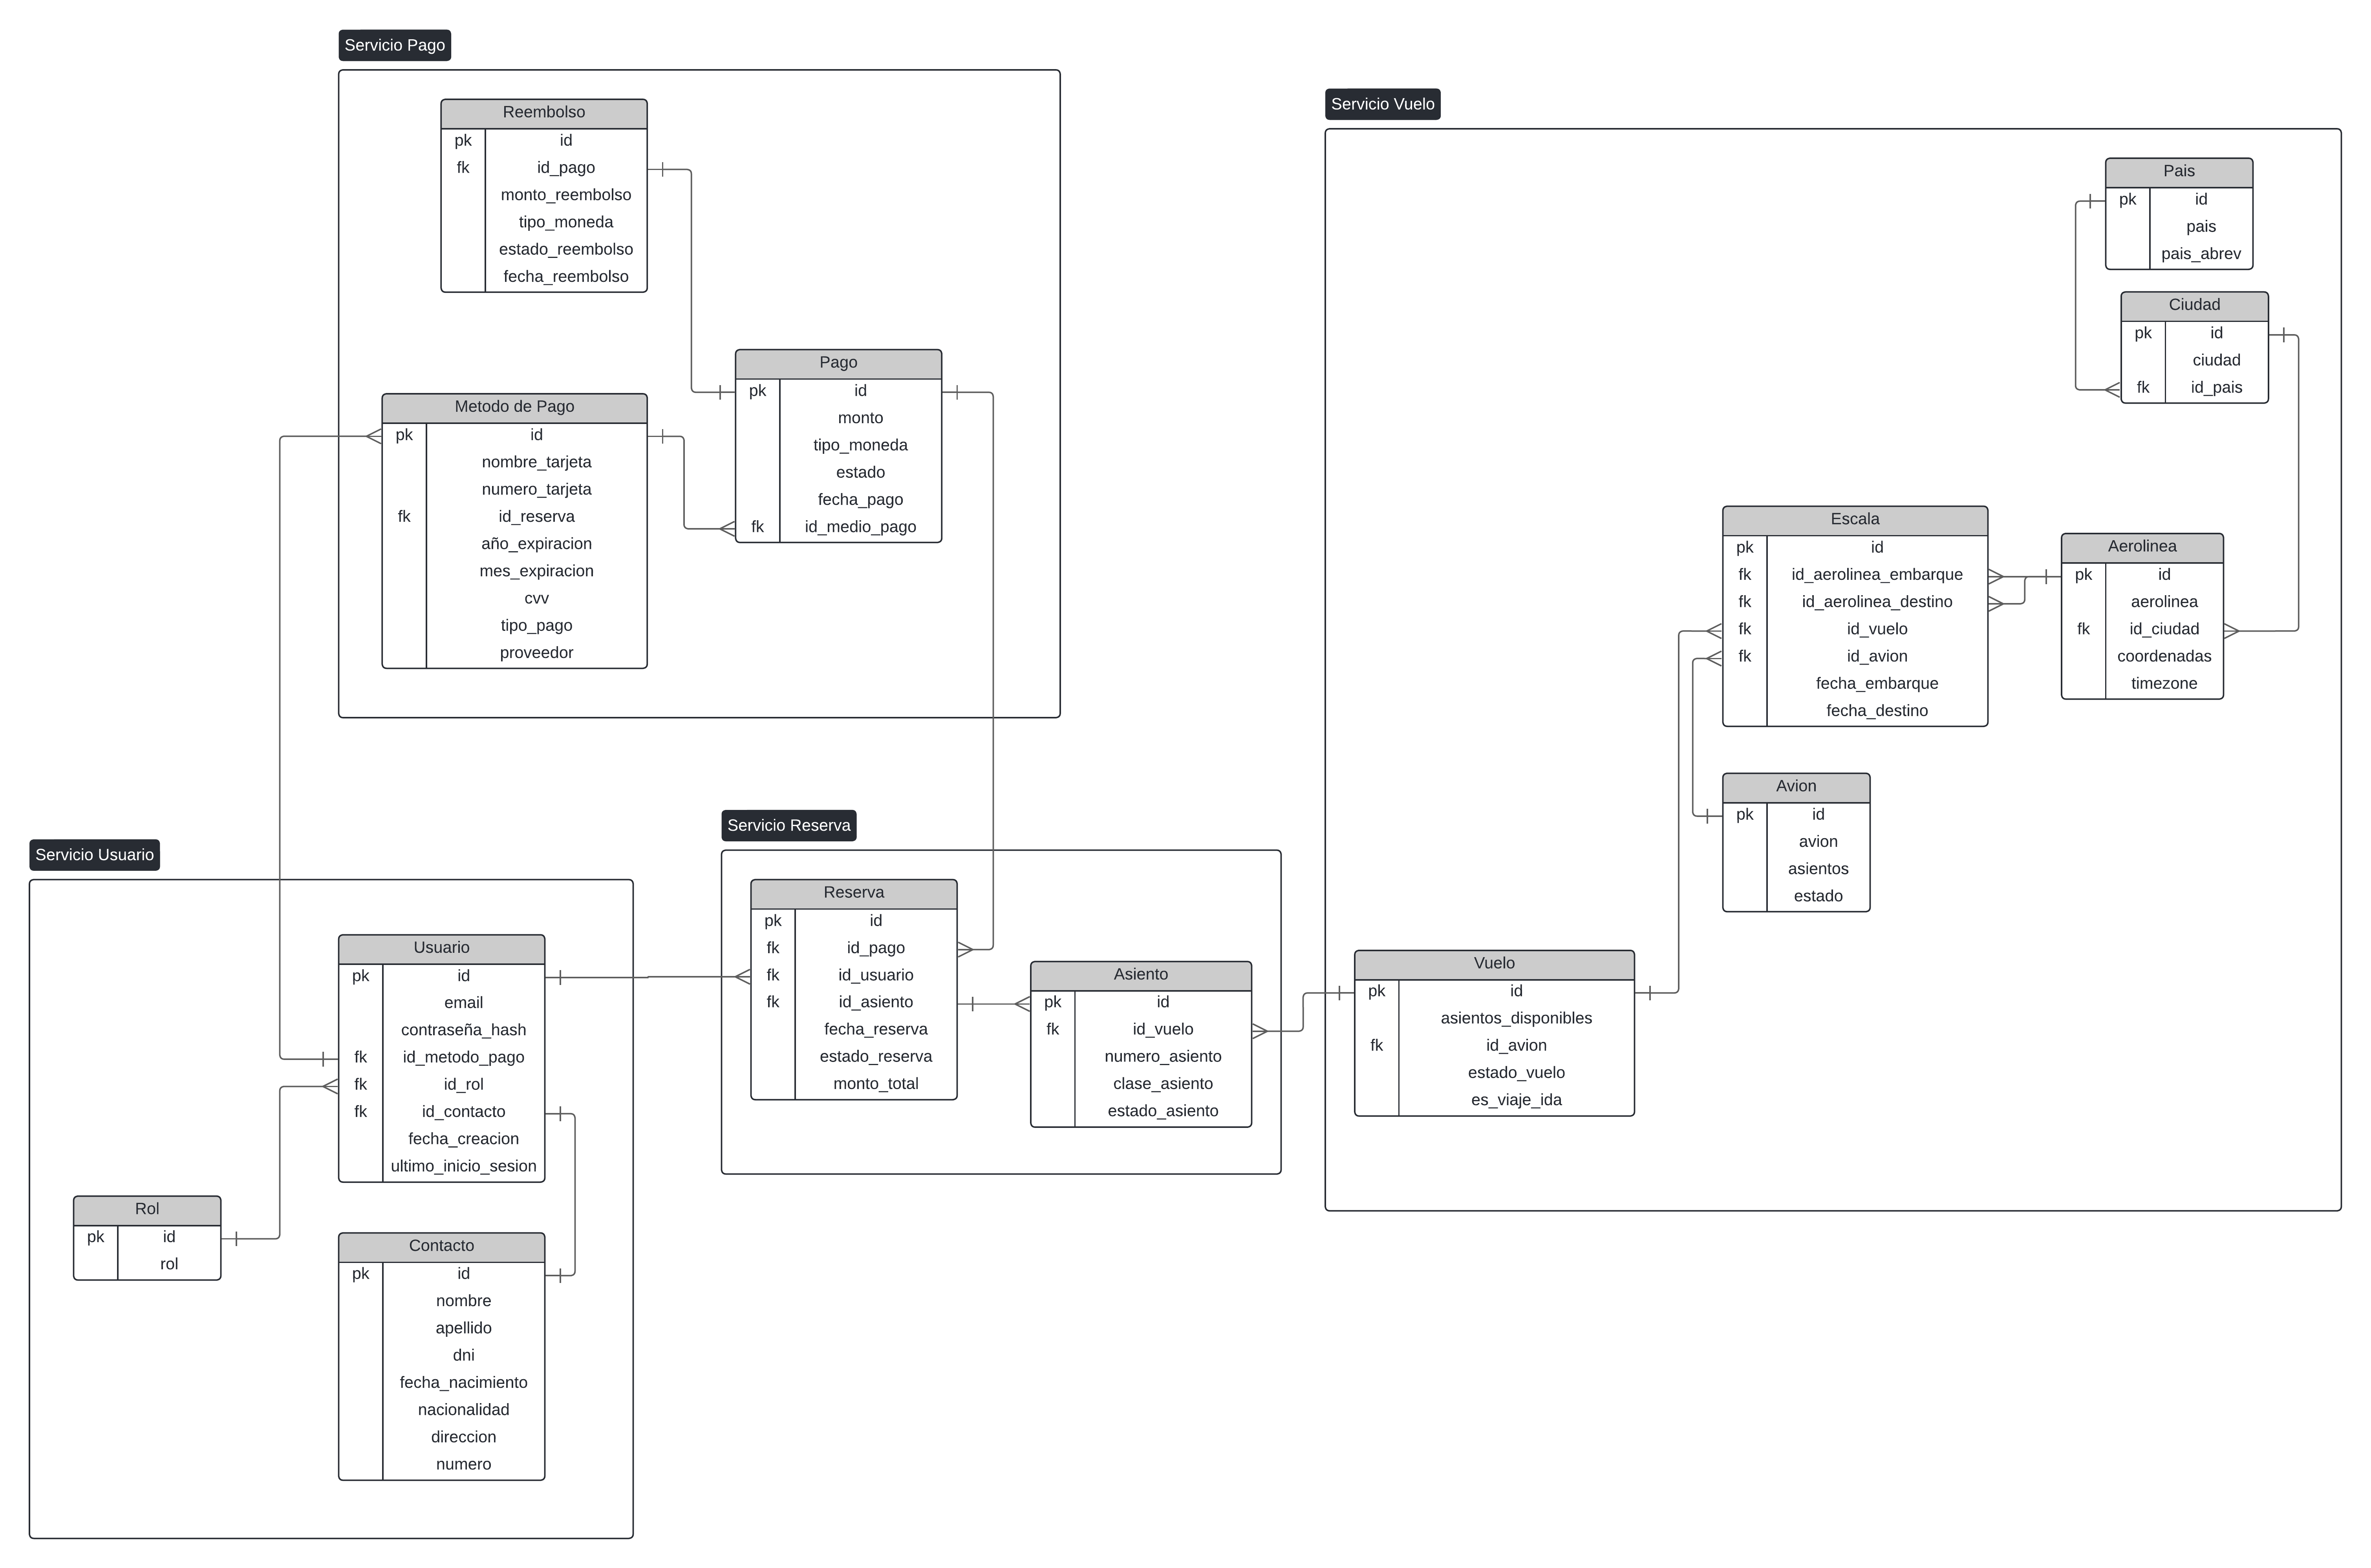 Servicio Pago
Reembolso
pk id
fk id_pago
monto_reembolso
tipo_moneda
estado_reembolso
fecha_reembolso
Metodo de Pago
pk id
nombre_tarjeta
numero_tarjeta
fk id_reserva
año_expiracion
mes_expiracion
cvv
tipo_pago
proveedor
Pago
pk id
monto
tipo_moneda
estado
fecha_pago
fk id_medio_pago
Servicio Vuelo
Pais
pk id
pais
pais_abrev
Ciudad
pk id
ciudad
fk id_pais
Escala
pk id
fk id_aerolinea_embarque
fk id_aerolinea_destino
fk id_vuelo
fk id_avion
fecha_embarque
fecha_destino
Aerolinea
pk id
aerolinea
fk id_ciudad
coordenadas
timezone
Avion
pk id
avion
asientos
estado
Vuelo
pk id
asientos_disponibles
fk id_avion
estado_vuelo
es_viaje_ida
Servicio Reserva
Reserva
pk id
fk id_pago
fk id_usuario
fk id_asiento
fecha_reserva
estado_reserva
monto_total
Asiento
pk id
fk id_vuelo
numero_asiento
clase_asiento
estado_asiento
Servicio Usuario
Usuario
pk id
email
contraseña_hash
fk id_metodo_pago
fk id_rol
fk id_contacto
fecha_creacion
ultimo_inicio_sesion
Rol
pk id
rol
Contacto
pk id
nombre
apellido
dni
fecha_nacimiento
nacionalidad
direccion
numero